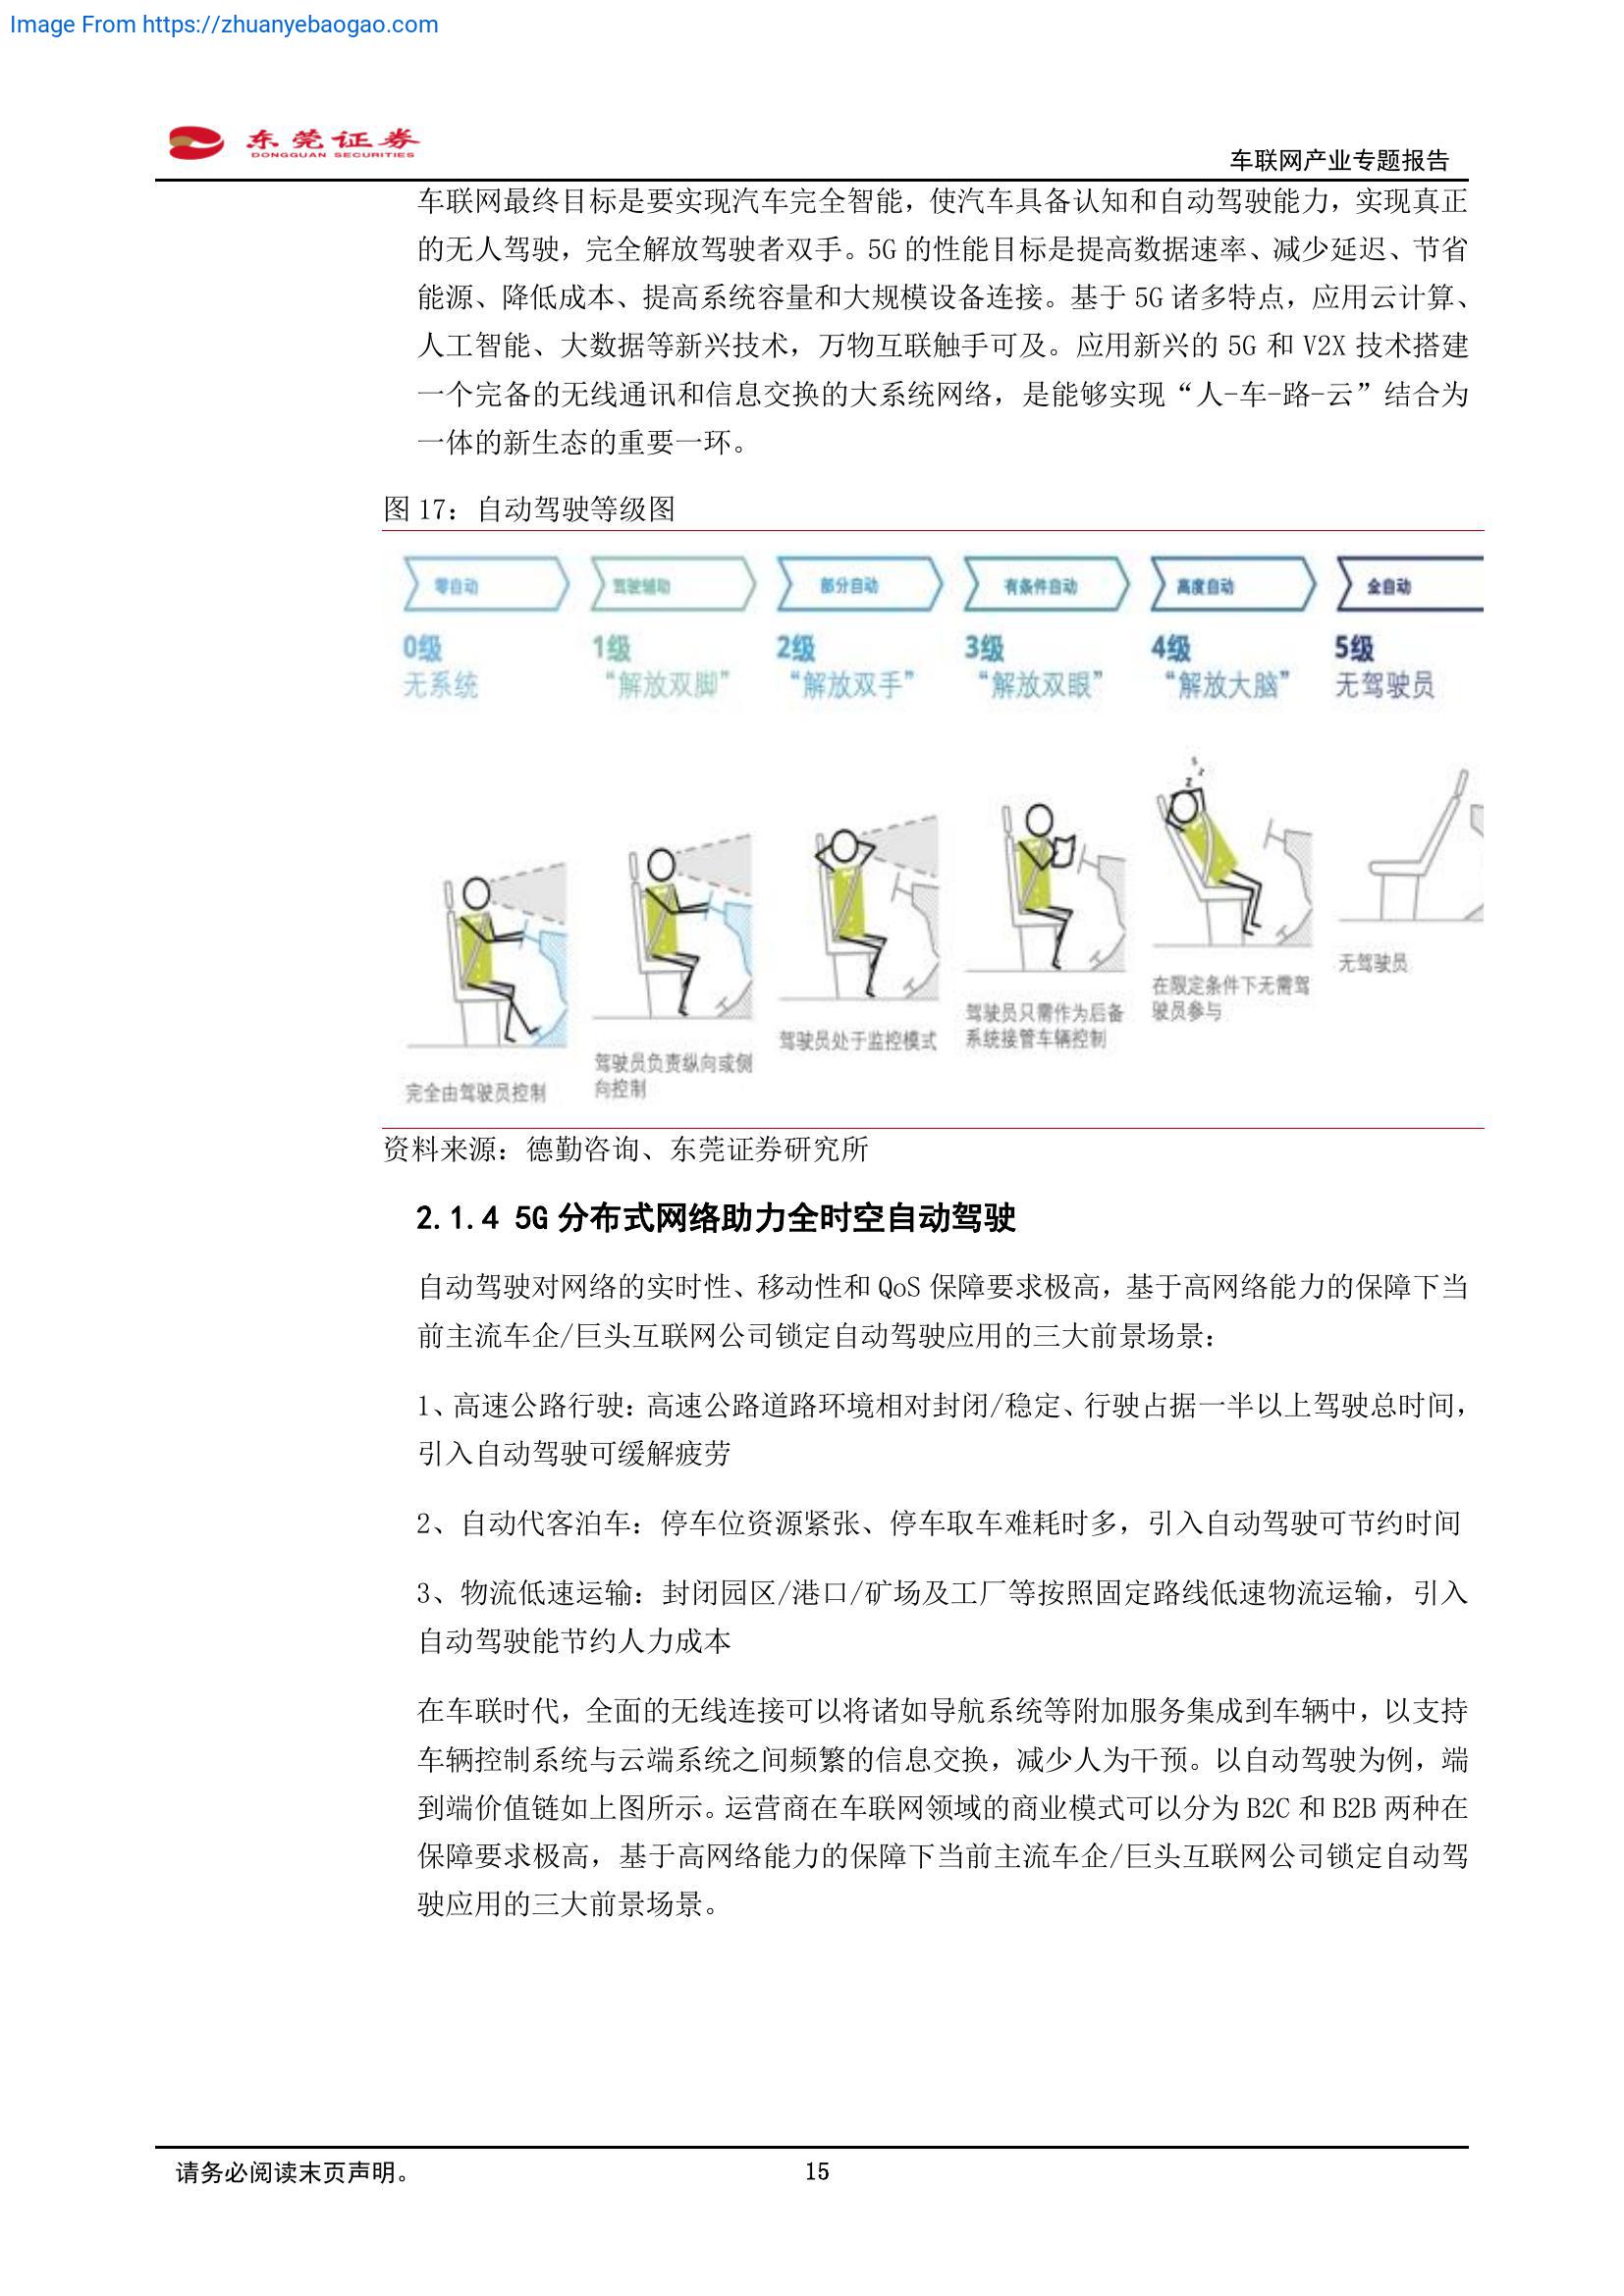 Image From https://zhuanyebaogao.com
东莞证券
DONGGUAN SECURITIES
车联网产业专题报告
车联网最终目标是要实现汽车完全智能，使汽车具备认知和自动驾驶能力，实现真正
的无人驾驶，完全解放驾驶者双手。5G 的性能目标是提高数据速率、减少延迟、节省
能源、降低成本、提高系统容量和大规模设备连接。基于 5G 诸多特点，应用云计算、
人工智能、大数据等新兴技术，万物互联触手可及。应用新兴的 5G 和 V2X 技术搭建
一个完备的无线通讯和信息交换的大系统网络，是能够实现“人-车-路-云”结合为
一体的新生态的重要一环。
图 17：自动驾驶等级图
零自动
驾驶辅助
部分自动
有条件自动
高度自动
全自动
0级
1级
2级
3级
4级
5级
无系统
“解放双脚”
“解放双手”
“解放双眼”
“解放大脑”
无驾驶员
完全由驾驶员控制
驾驶员负责纵向或侧
向控制
驾驶员处于监控模式
驾驶员只需作为后备
系统接管车辆控制
在限定条件下无需驾
驶员参与
无驾驶员
资料来源：德勤咨询、东莞证券研究所
2.1.4 5G 分布式网络助力全时空自动驾驶
自动驾驶对网络的实时性、移动性和 QoS 保障要求极高，基于高网络能力的保障下当
前主流车企/巨头互联网公司锁定自动驾驶应用的三大前景场景：
1、高速公路行驶：高速公路道路环境相对封闭/稳定、行驶占据一半以上驾驶总时间，
引入自动驾驶可缓解疲劳
2、自动代客泊车：停车位资源紧张、停车取车难耗时多，引入自动驾驶可节约时间
3、物流低速运输：封闭园区/港口/矿场及工厂等按照固定路线低速物流运输，引入
自动驾驶能节约人力成本
在车联时代，全面的无线连接可以将诸如导航系统等附加服务集成到车辆中，以支持
车辆控制系统与云端系统之间频繁的信息交换，减少人为干预。以自动驾驶为例，端
到端价值链如上图所示。运营商在车联网领域的商业模式可以分为 B2C 和 B2B 两种在
保障要求极高，基于高网络能力的保障下当前主流车企/巨头互联网公司锁定自动驾
驶应用的三大前景场景。
请务必阅读末页声明。
15